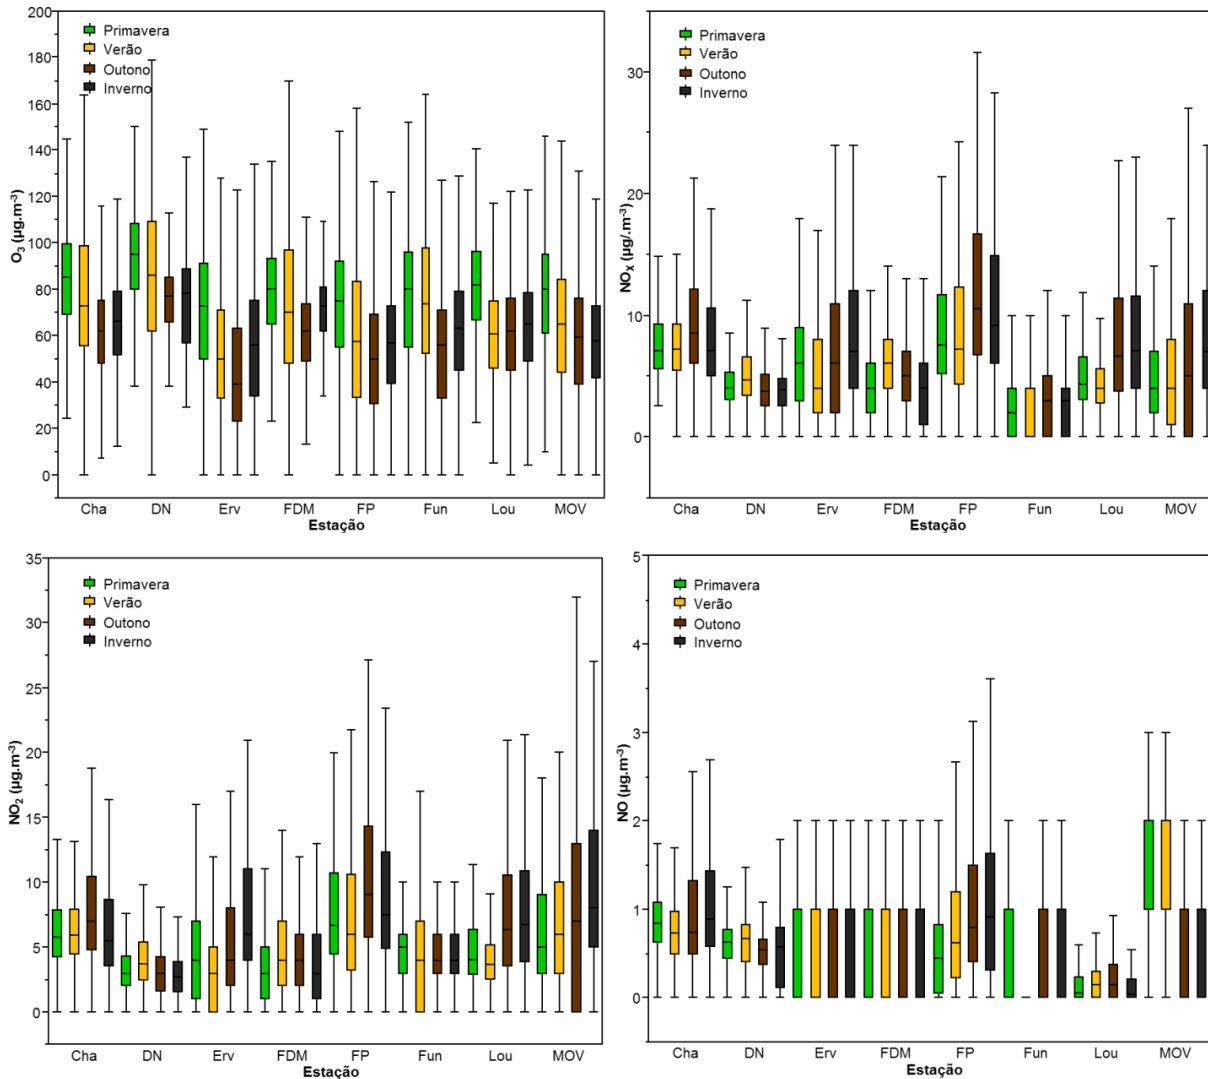 200
180
160
140
120
100
80
60
40
20
0
O₃ (µg.m⁻³)
Primavera
Verão
Outono
Inverno
Cha DN Erv FDM FP Fun Lou MOV
Estação
30
20
10
0
NOₓ (µg/.m⁻³)
Primavera
Verão
Outono
Inverno
Cha DN Erv FDM FP Fun Lou MOV
Estação
35
30
25
20
15
10
5
0
NO₂ (µg.m⁻³)
Primavera
Verão
Outono
Inverno
Cha DN Erv FDM FP Fun Lou MOV
Estação
5
4
3
2
1
0
NO (µg.m⁻³)
Primavera
Verão
Outono
Inverno
Cha DN Erv FDM FP Fun Lou MOV
Estação